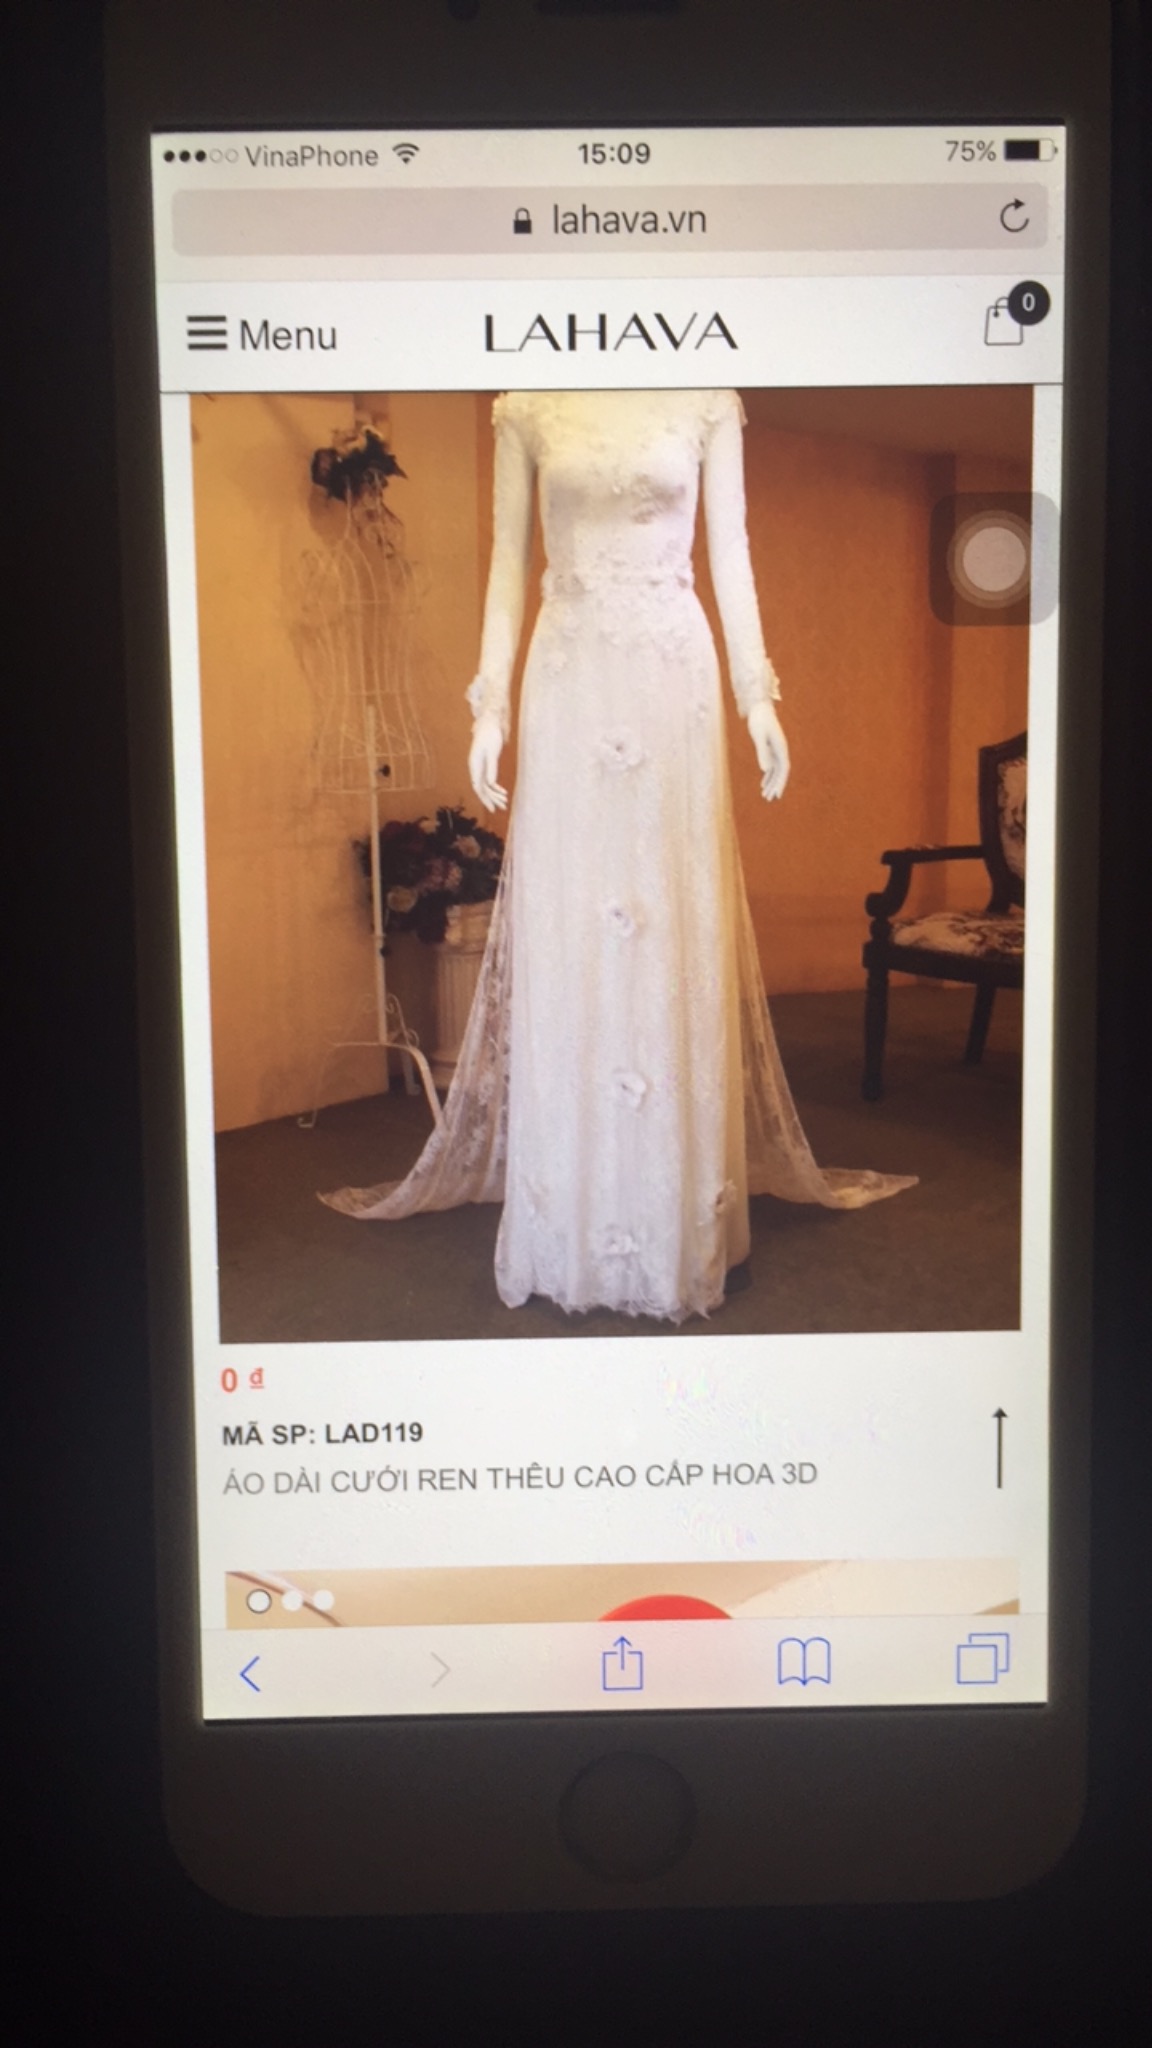 VinaPhone 15:09 75%
lahava.vn
Menu LAHAVA 0
0 ₫
MÃ SP: LAD119
ÁO DÀI CƯỚI REN THÊU CAO CẤP HOA 3D